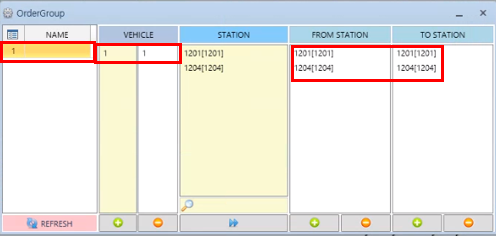 OrderGroup
NAME VEHICLE STATION FROM STATION TO STATION
1 1 1 1201[1201] 1201[1201] 1201[1201]
1204[1204] 1204[1204] 1204[1204]
REFRESH